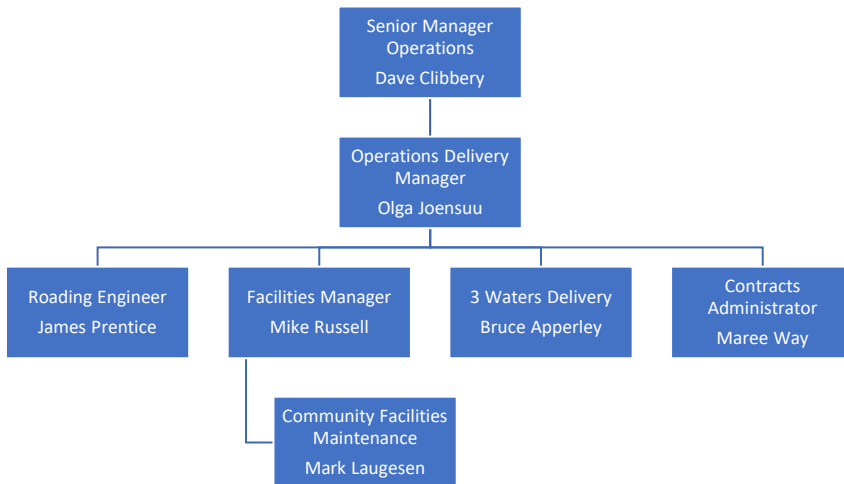 Senior Manager
Operations
Dave Clibbery
Operations Delivery
Manager
Olga Joensuu
Roading Engineer
James Prentice
Facilities Manager
Mike Russell
3 Waters Delivery
Bruce Apperley
Contracts
Administrator
Maree Way
Community Facilities
Maintenance
Mark Laugesen